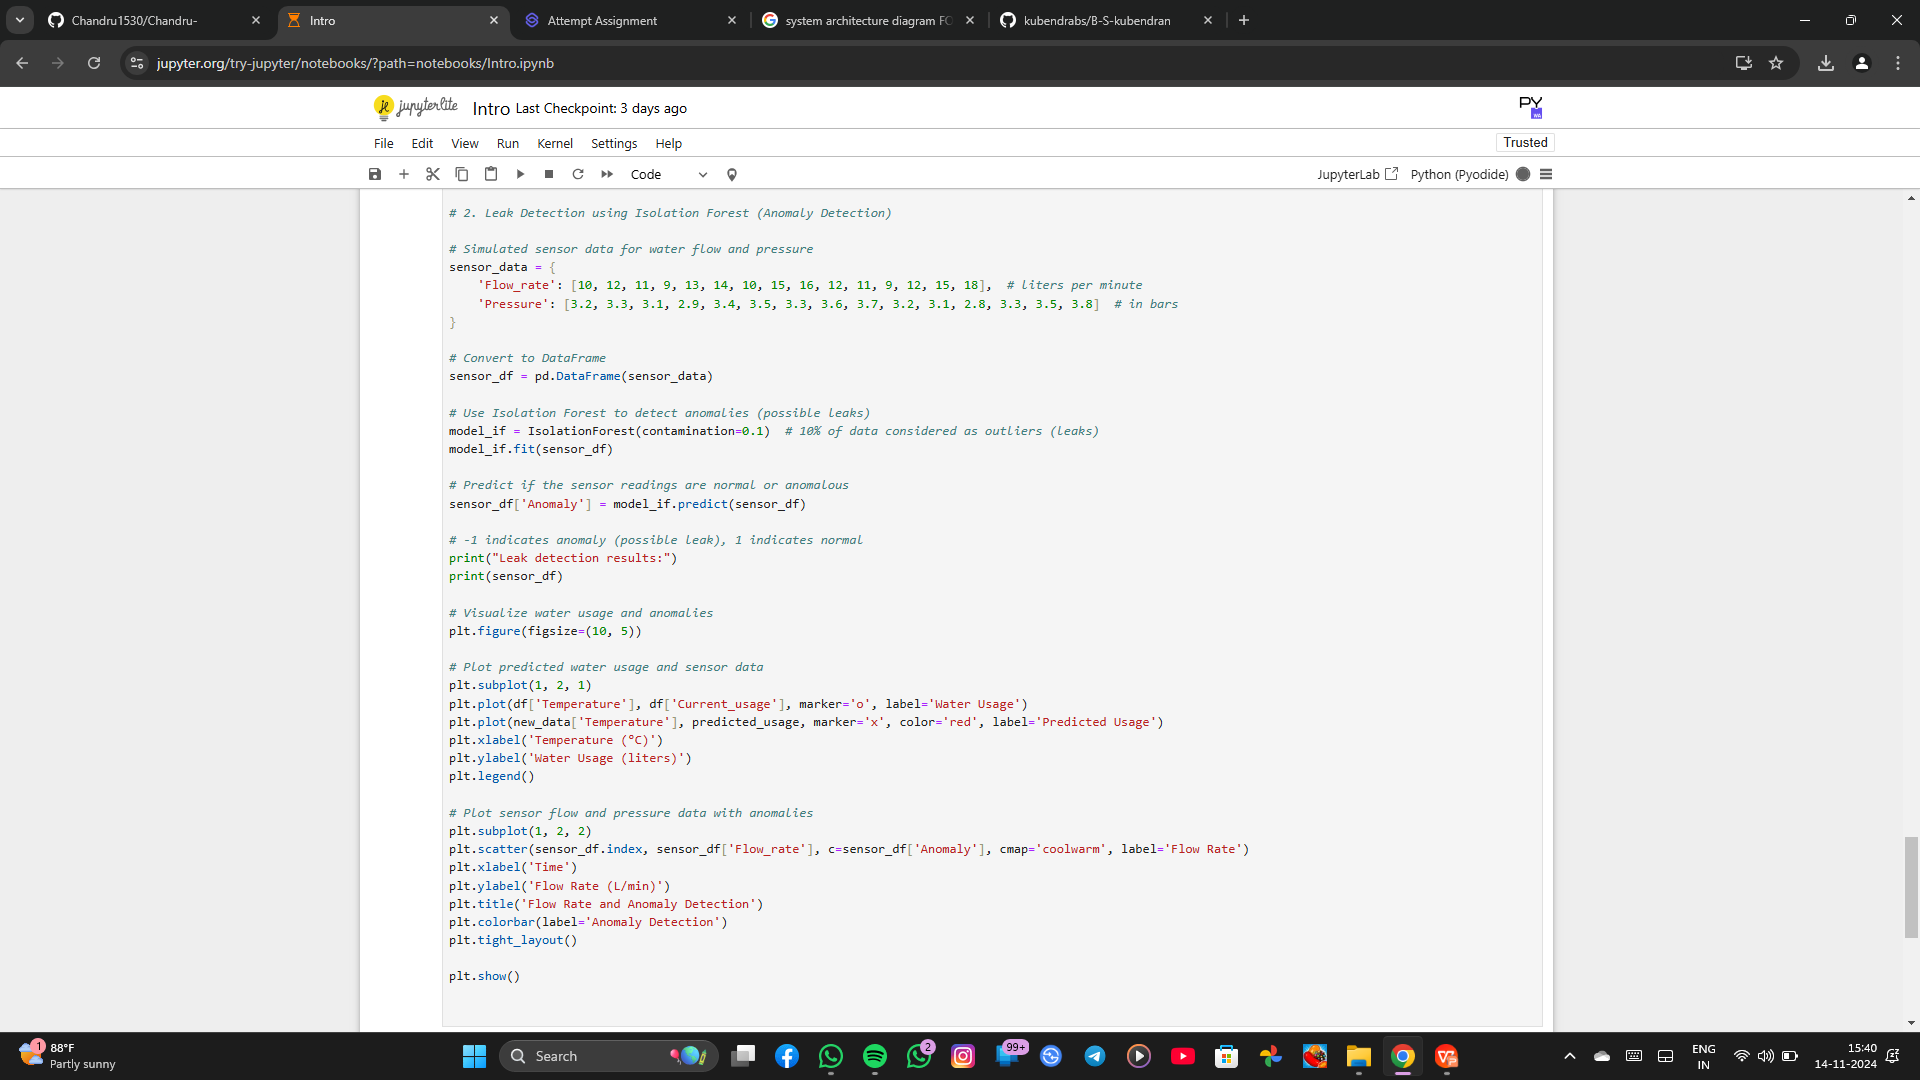 Chandru1530/Chandru-
Intro
Attempt Assignment
system architecture diagram FO
kubendrabs/B-S-kubendran
jupyter.org/try-jupyter/notebooks/?path=notebooks/Intro.ipynb
jupyterlite Intro Last Checkpoint: 3 days ago
PY
WA
File Edit View Run Kernel Settings Help
Trusted
Code
JupyterLab
Python (Pyodide)
# 2. Leak Detection using Isolation Forest (Anomaly Detection)
# Simulated sensor data for water flow and pressure
sensor_data = {
'Flow_rate': [10, 12, 11, 9, 13, 14, 10, 15, 16, 12, 11, 9, 12, 15, 18],  # liters per minute
'Pressure': [3.2, 3.3, 3.1, 2.9, 3.4, 3.5, 3.3, 3.6, 3.7, 3.2, 3.1, 2.8, 3.3, 3.5, 3.8]  # in bars
}
# Convert to DataFrame
sensor_df = pd.DataFrame(sensor_data)
# Use Isolation Forest to detect anomalies (possible leaks)
model_if = IsolationForest(contamination=0.1)  # 10% of data considered as outliers (leaks)
model_if.fit(sensor_df)
# Predict if the sensor readings are normal or anomalous
sensor_df['Anomaly'] = model_if.predict(sensor_df)
# -1 indicates anomaly (possible leak), 1 indicates normal
print("Leak detection results:")
print(sensor_df)
# Visualize water usage and anomalies
plt.figure(figsize=(10, 5))
# Plot predicted water usage and sensor data
plt.subplot(1, 2, 1)
plt.plot(df['Temperature'], df['Current_usage'], marker='o', label='Water Usage')
plt.plot(new_data['Temperature'], predicted_usage, marker='x', color='red', label='Predicted Usage')
plt.xlabel('Temperature (°C)')
plt.ylabel('Water Usage (liters)')
plt.legend()
# Plot sensor flow and pressure data with anomalies
plt.subplot(1, 2, 2)
plt.scatter(sensor_df.index, sensor_df['Flow_rate'], c=sensor_df['Anomaly'], cmap='coolwarm', label='Flow Rate')
plt.xlabel('Time')
plt.ylabel('Flow Rate (L/min)')
plt.title('Flow Rate and Anomaly Detection')
plt.colorbar(label='Anomaly Detection')
plt.tight_layout()
plt.show()
1
88°F
Partly sunny
Search
2
99+
ENG
IN
15:40
14-11-2024